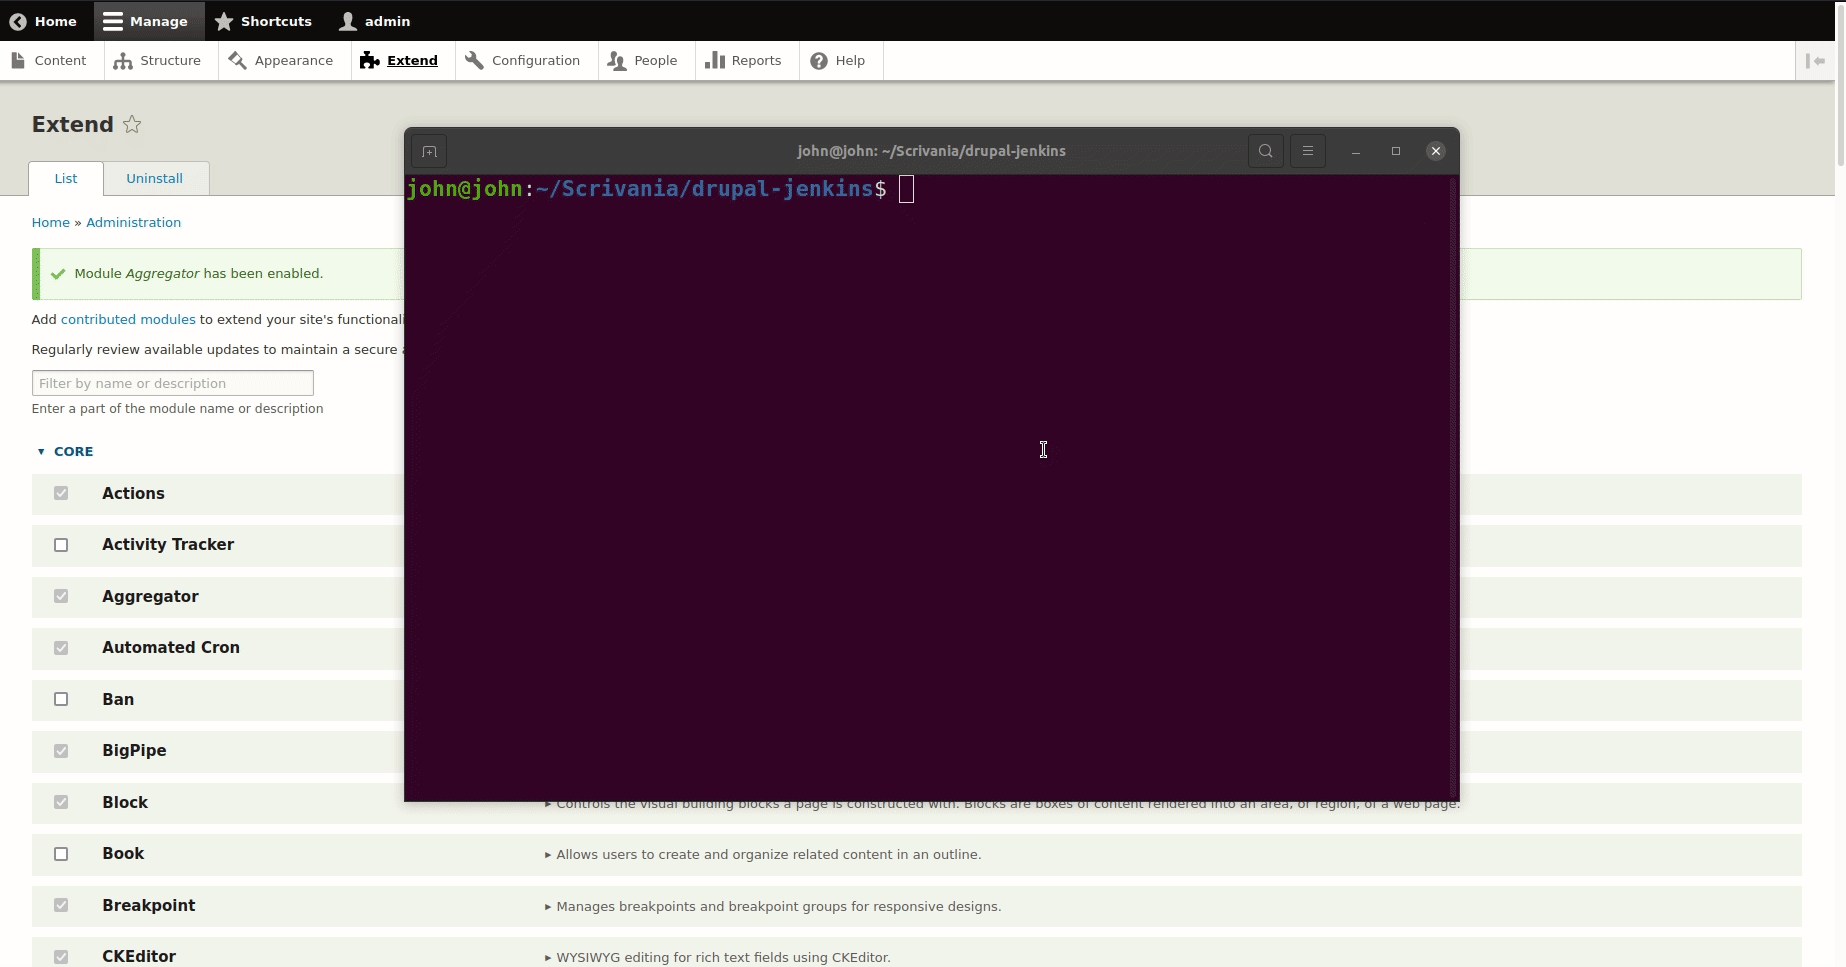 Home Manage Shortcuts admin
Content Structure Appearance Extend Configuration People Reports Help
Extend
List Uninstall
john@john: ~/Scrivania/drupal-jenkins
john@john:~/Scrivania/drupal-jenkins$
Home » Administration
Module Aggregator has been enabled.
Add contributed modules to extend your site's
Regularly review available updates to maintain a secure
Filter by name or description
Enter a part of the module name or description
CORE
Actions
Activity Tracker
Aggregator
Automated Cron
Ban
BigPipe
Block ▸ Controls the visual building blocks a page is constructed with. Blocks are boxes of content rendered into an area, or region, of a web page.
Book ▸ Allows users to create and organize related content in an outline.
Breakpoint ▸ Manages breakpoints and breakpoint groups for responsive designs.
CKEditor ▸ WYSIWYG editing for rich text fields using CKEditor.